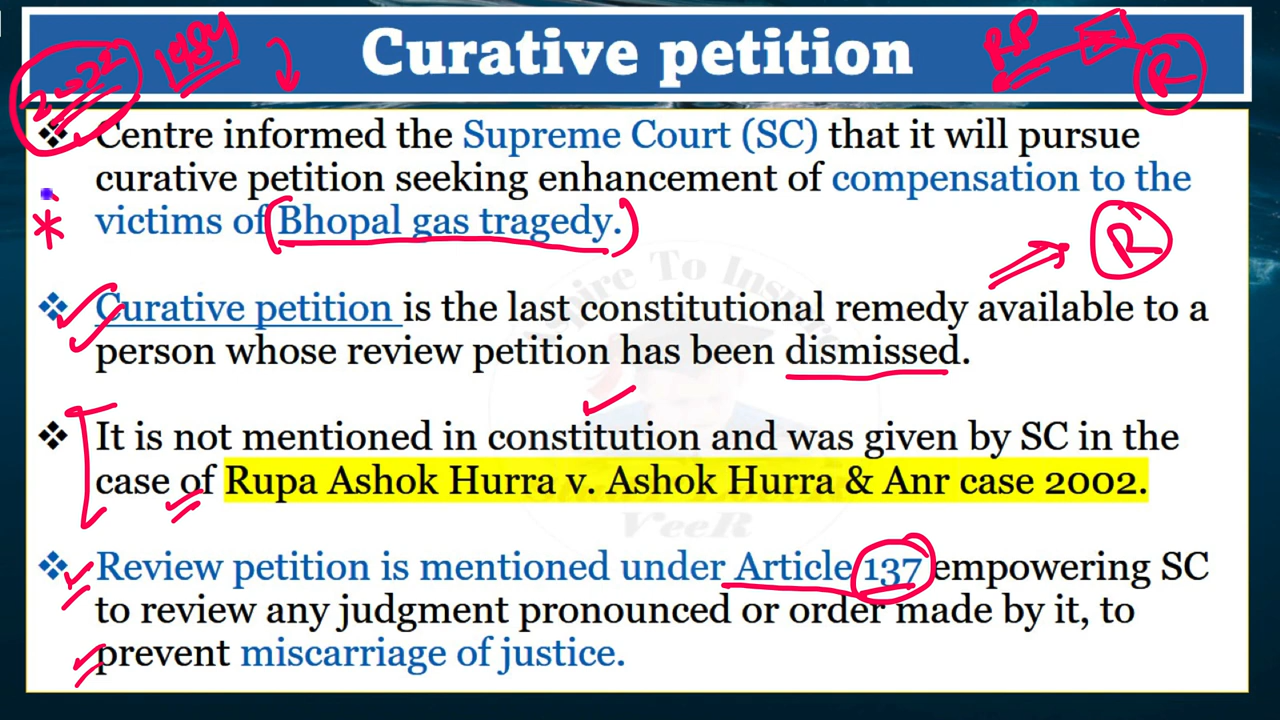 Curative petition
2022
1984
RP
R
❖ Centre informed the Supreme Court (SC) that it will pursue
curative petition seeking enhancement of compensation to the
* victims of (Bhopal gas tragedy.)
R
❖ Curative petition is the last constitutional remedy available to a
person whose review petition has been dismissed.
❖ It is not mentioned in constitution and was given by SC in the
case of Rupa Ashok Hurra v. Ashok Hurra & Anr case 2002.
❖ Review petition is mentioned under Article 137 empowering SC
to review any judgment pronounced or order made by it, to
prevent miscarriage of justice.